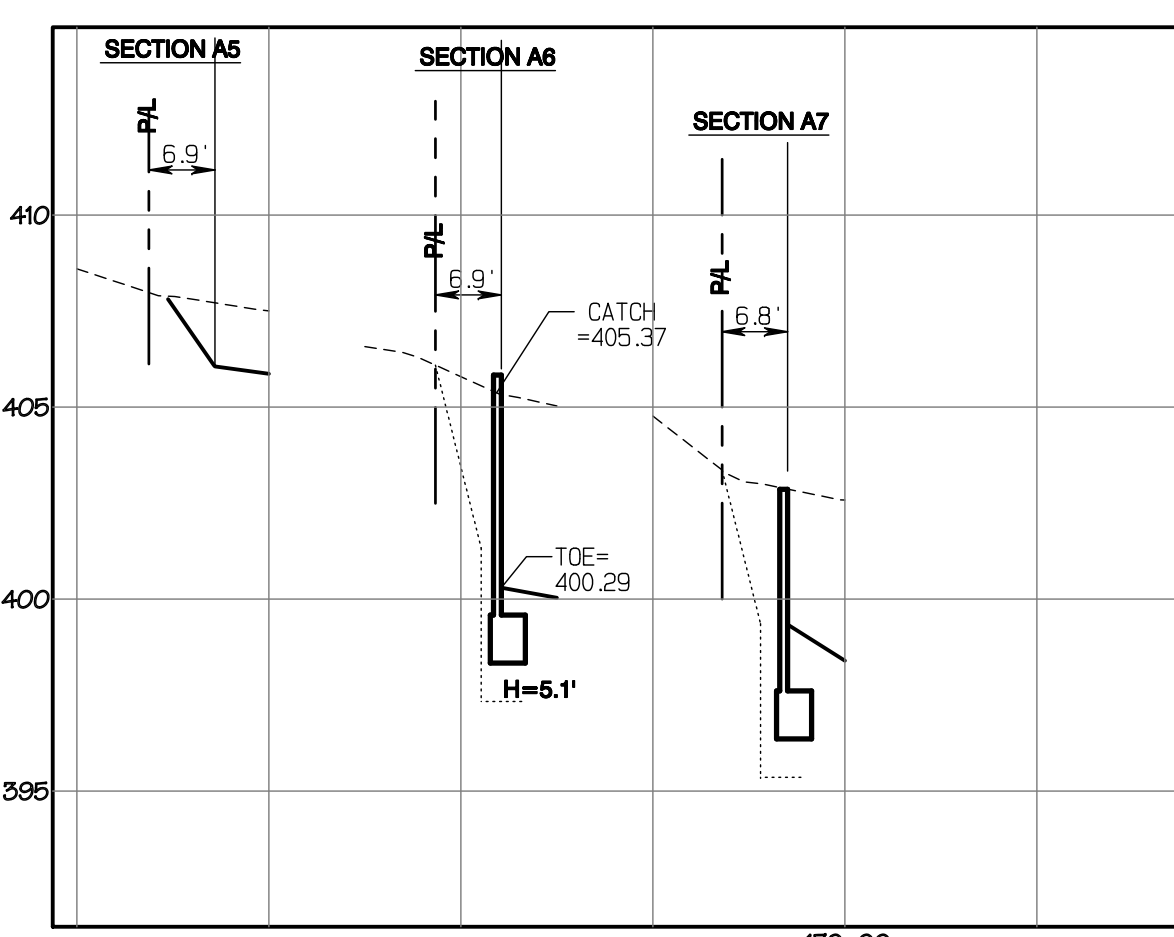 SECTION A5
SECTION A6
SECTION A7
P/L
6.9'
P/L
6.9'
P/L
6.8'
CATCH
=405.37
TOE=
400.29
H=5.1'
410
405
400
395